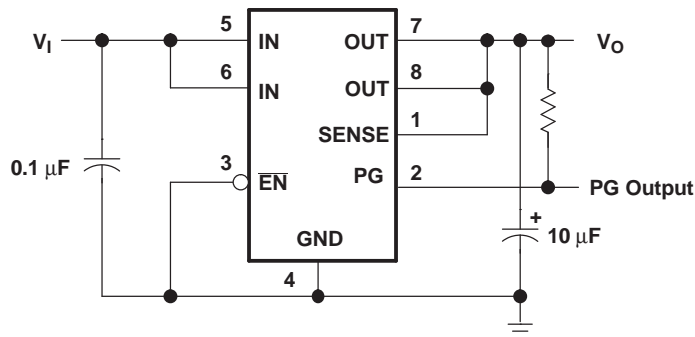 V_I
5
IN
OUT
7
V_O
6
IN
OUT
8
SENSE
1
0.1 μF
3
E̅N̅
PG
2
PG Output
GND
+
10 μF
4